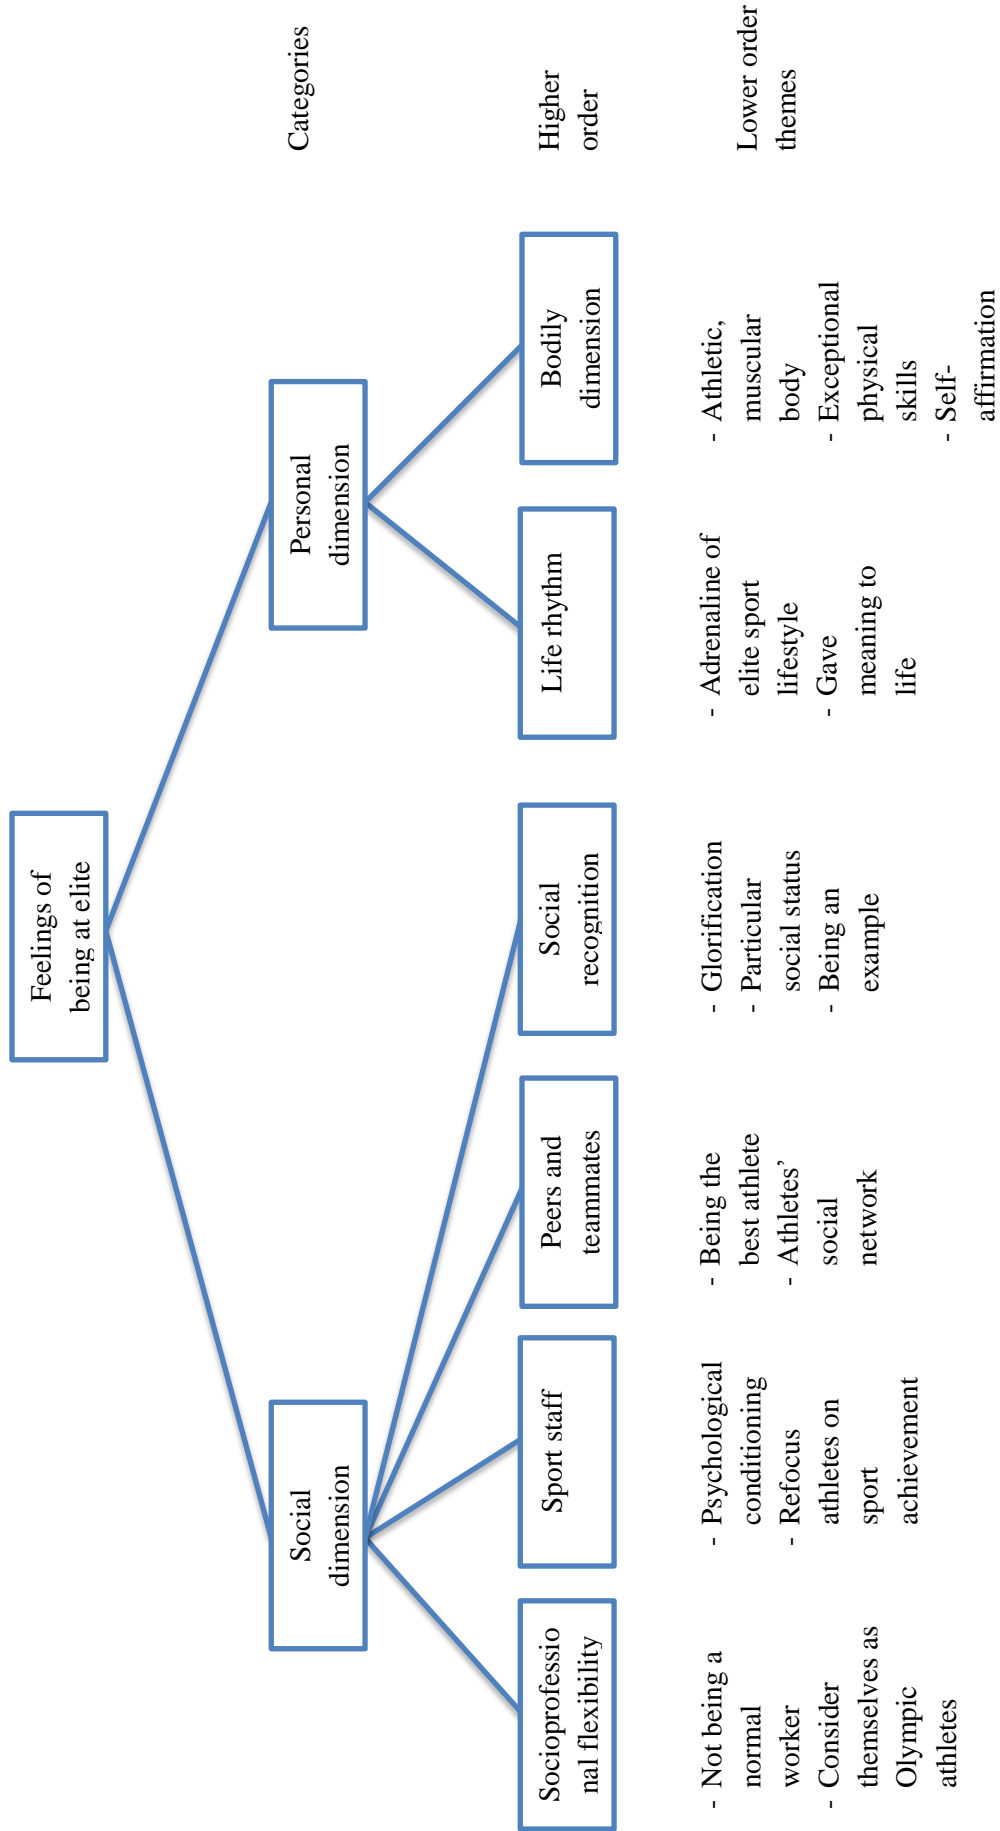 Feelings of
being at elite
Categories
Social
dimension
Personal
dimension
Higher
order
Socioprofessio
nal flexibility
Sport staff
Peers and
teammates
Social
recognition
Life rhythm
Bodily
dimension
Lower order
themes
- Not being a
normal
worker
- Consider
themselves as
Olympic
athletes
- Psychological
conditioning
- Refocus
athletes on
sport
achievement
- Being the
best athlete
- Athletes’
social
network
- Glorification
- Particular
social status
- Being an
example
- Adrenaline of
elite sport
lifestyle
- Gave
meaning to
life
- Athletic,
muscular
body
- Exceptional
physical
skills
- Self-
affirmation